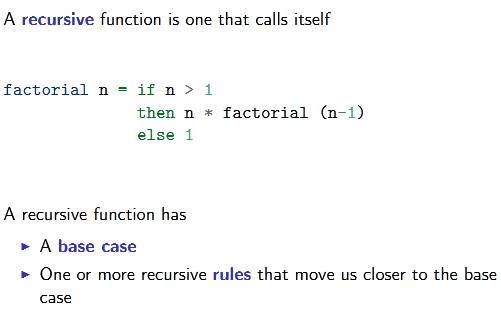 A recursive function is one that calls itself
factorial n = if n > 1
then n * factorial (n-1)
else 1
A recursive function has
▶ A base case
▶ One or more recursive rules that move us closer to the base
case